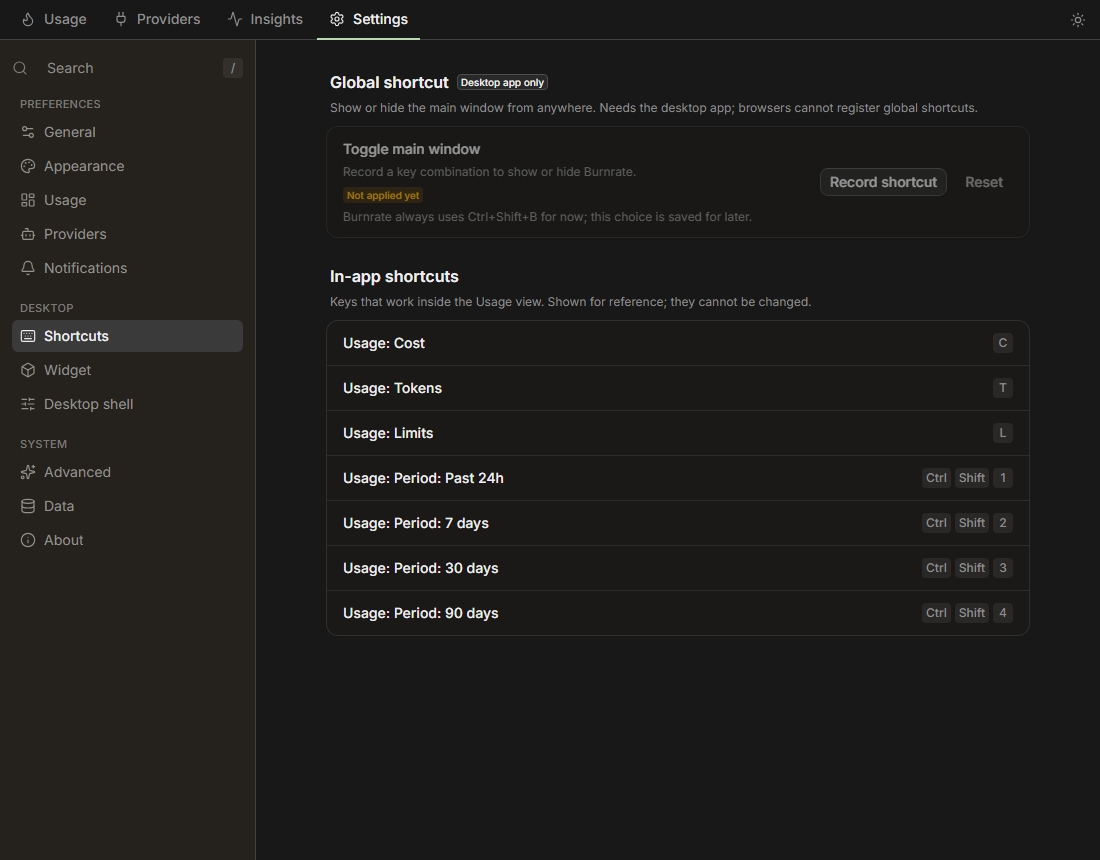 Usage
Providers
Insights
Settings
Search
/
PREFERENCES
General
Appearance
Usage
Providers
Notifications
DESKTOP
Shortcuts
Widget
Desktop shell
SYSTEM
Advanced
Data
About
Global shortcut Desktop app only
Show or hide the main window from anywhere. Needs the desktop app; browsers cannot register global shortcuts.
Toggle main window
Record a key combination to show or hide Burnrate.
Not applied yet
Burnrate always uses Ctrl+Shift+B for now; this choice is saved for later.
Record shortcut
Reset
In-app shortcuts
Keys that work inside the Usage view. Shown for reference; they cannot be changed.
Usage: Cost C
Usage: Tokens T
Usage: Limits L
Usage: Period: Past 24h Ctrl Shift 1
Usage: Period: 7 days Ctrl Shift 2
Usage: Period: 30 days Ctrl Shift 3
Usage: Period: 90 days Ctrl Shift 4